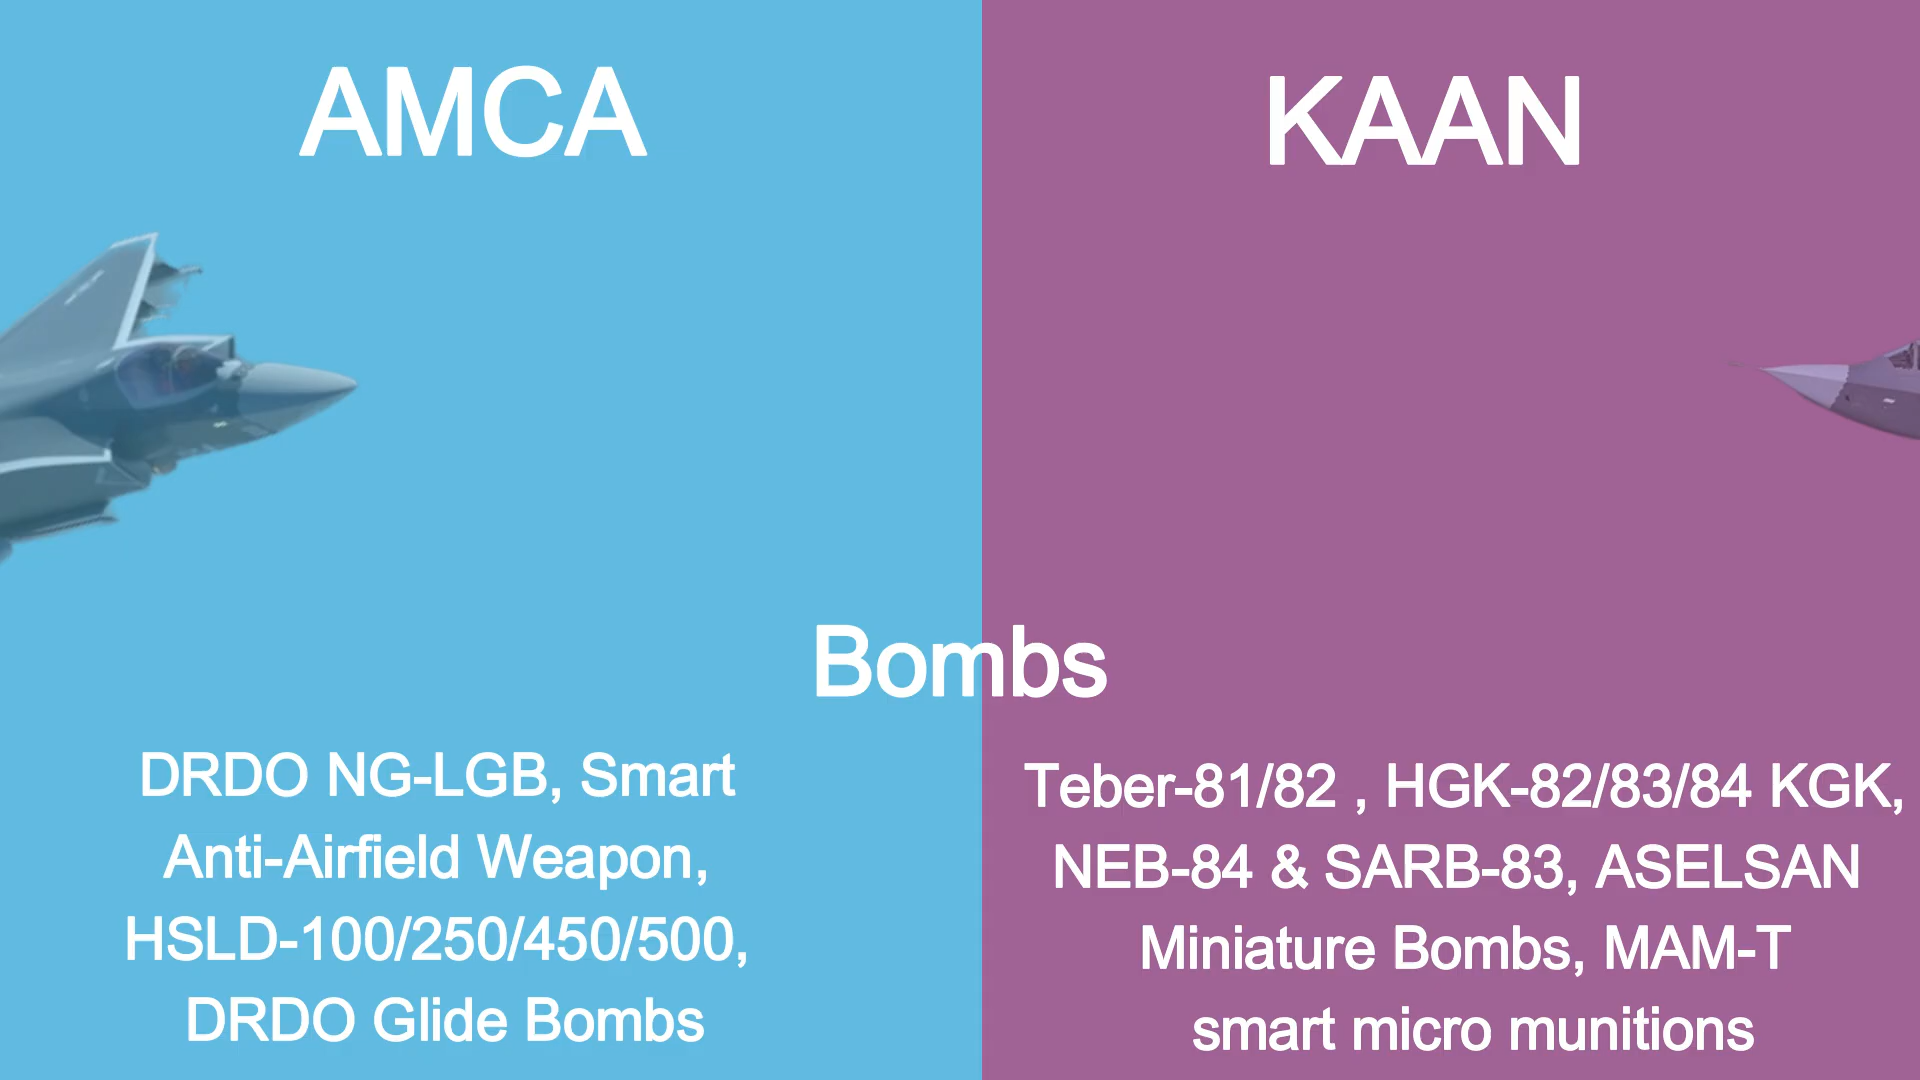 AMCA
KAAN
Bombs
DRDO NG-LGB, Smart
Anti-Airfield Weapon,
HSLD-100/250/450/500,
DRDO Glide Bombs
Teber-81/82 , HGK-82/83/84 KGK,
NEB-84 & SARB-83, ASELSAN
Miniature Bombs, MAM-T
smart micro munitions